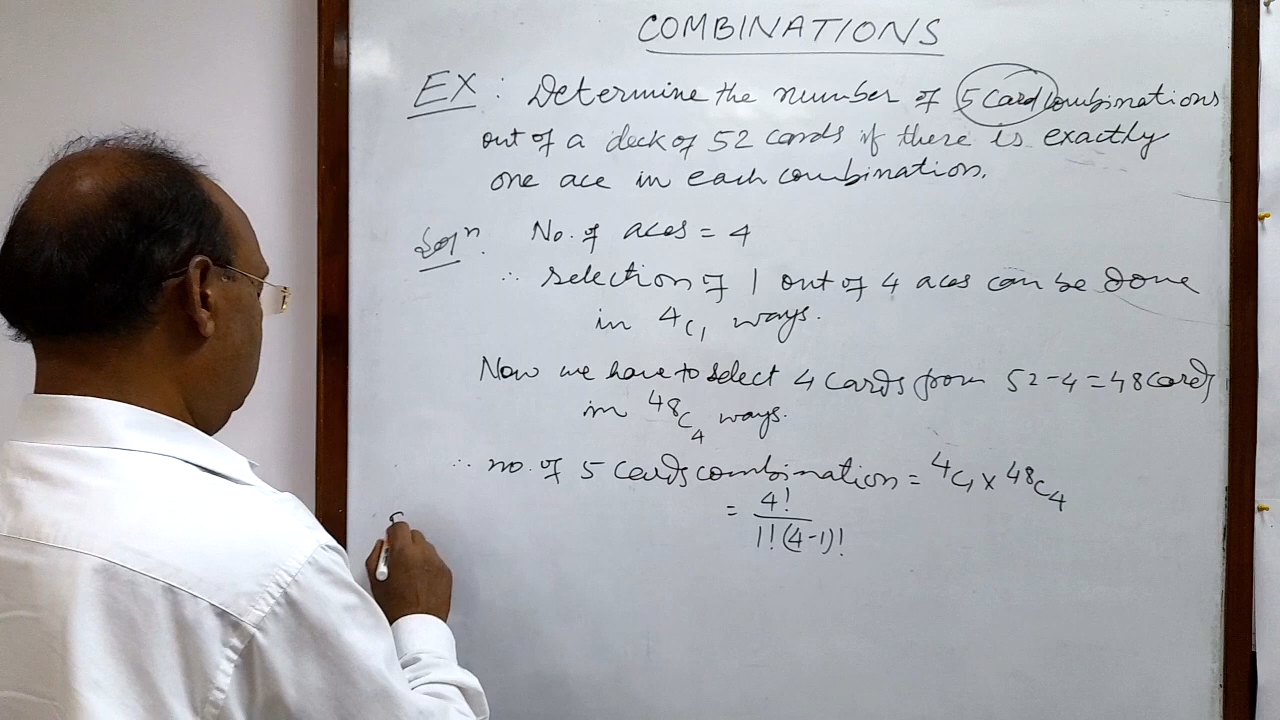 COMBINATIONS
EX : Determine the number of 5 card combinations
out of a deck of 52 cards if there is exactly
one ace in each combination.
Solⁿ. No. of aces = 4
∴ selection of 1 out of 4 aces can be done
in ⁴C₁ ways.
Now we have to select 4 cards from 52-4=48 cards
in ⁴⁸C₄ ways.
∴ no. of 5 cards combination = ⁴C₁ x ⁴⁸C₄
= 4!
1!(4-1)!